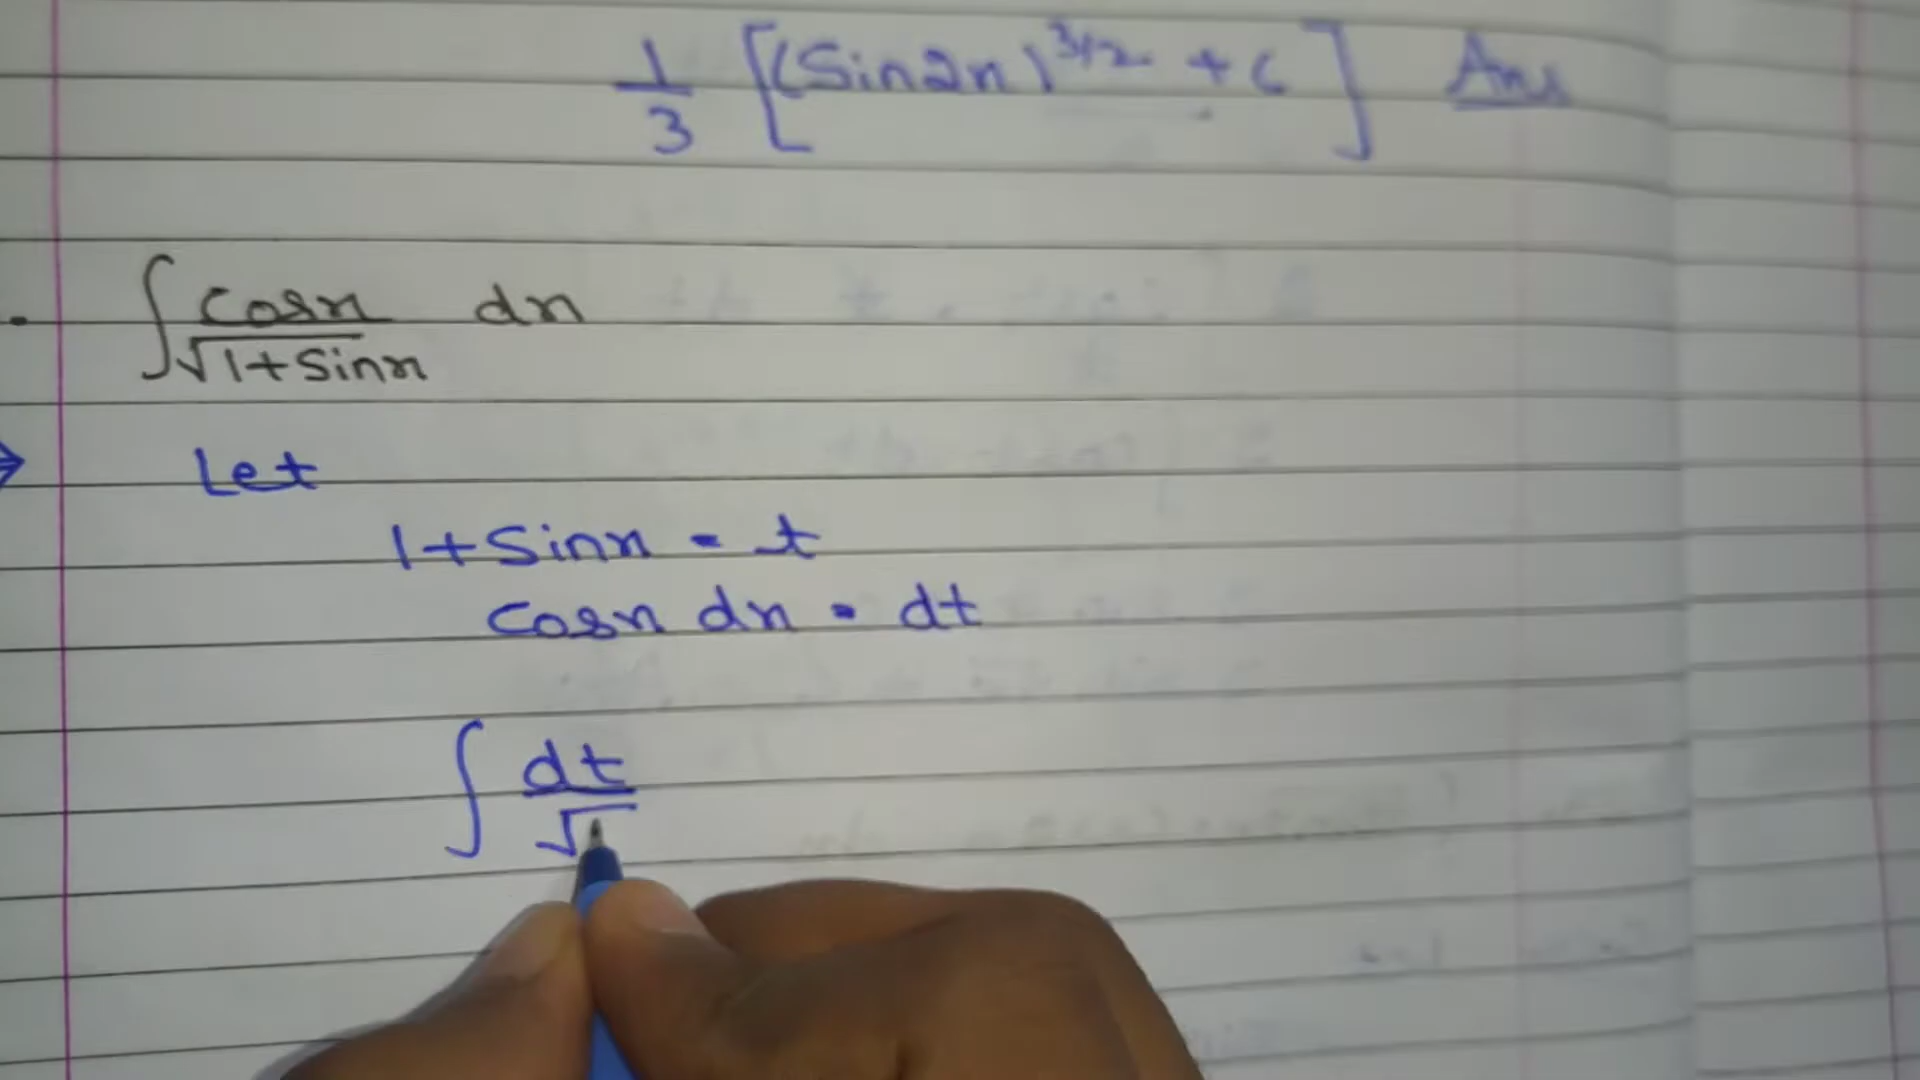 1/3 [(Sin2x)^3/2 + c] Ans
∫ cosx/√1+sinx dx
Let
1+sinx = t
cosx dx = dt
∫ dt/√